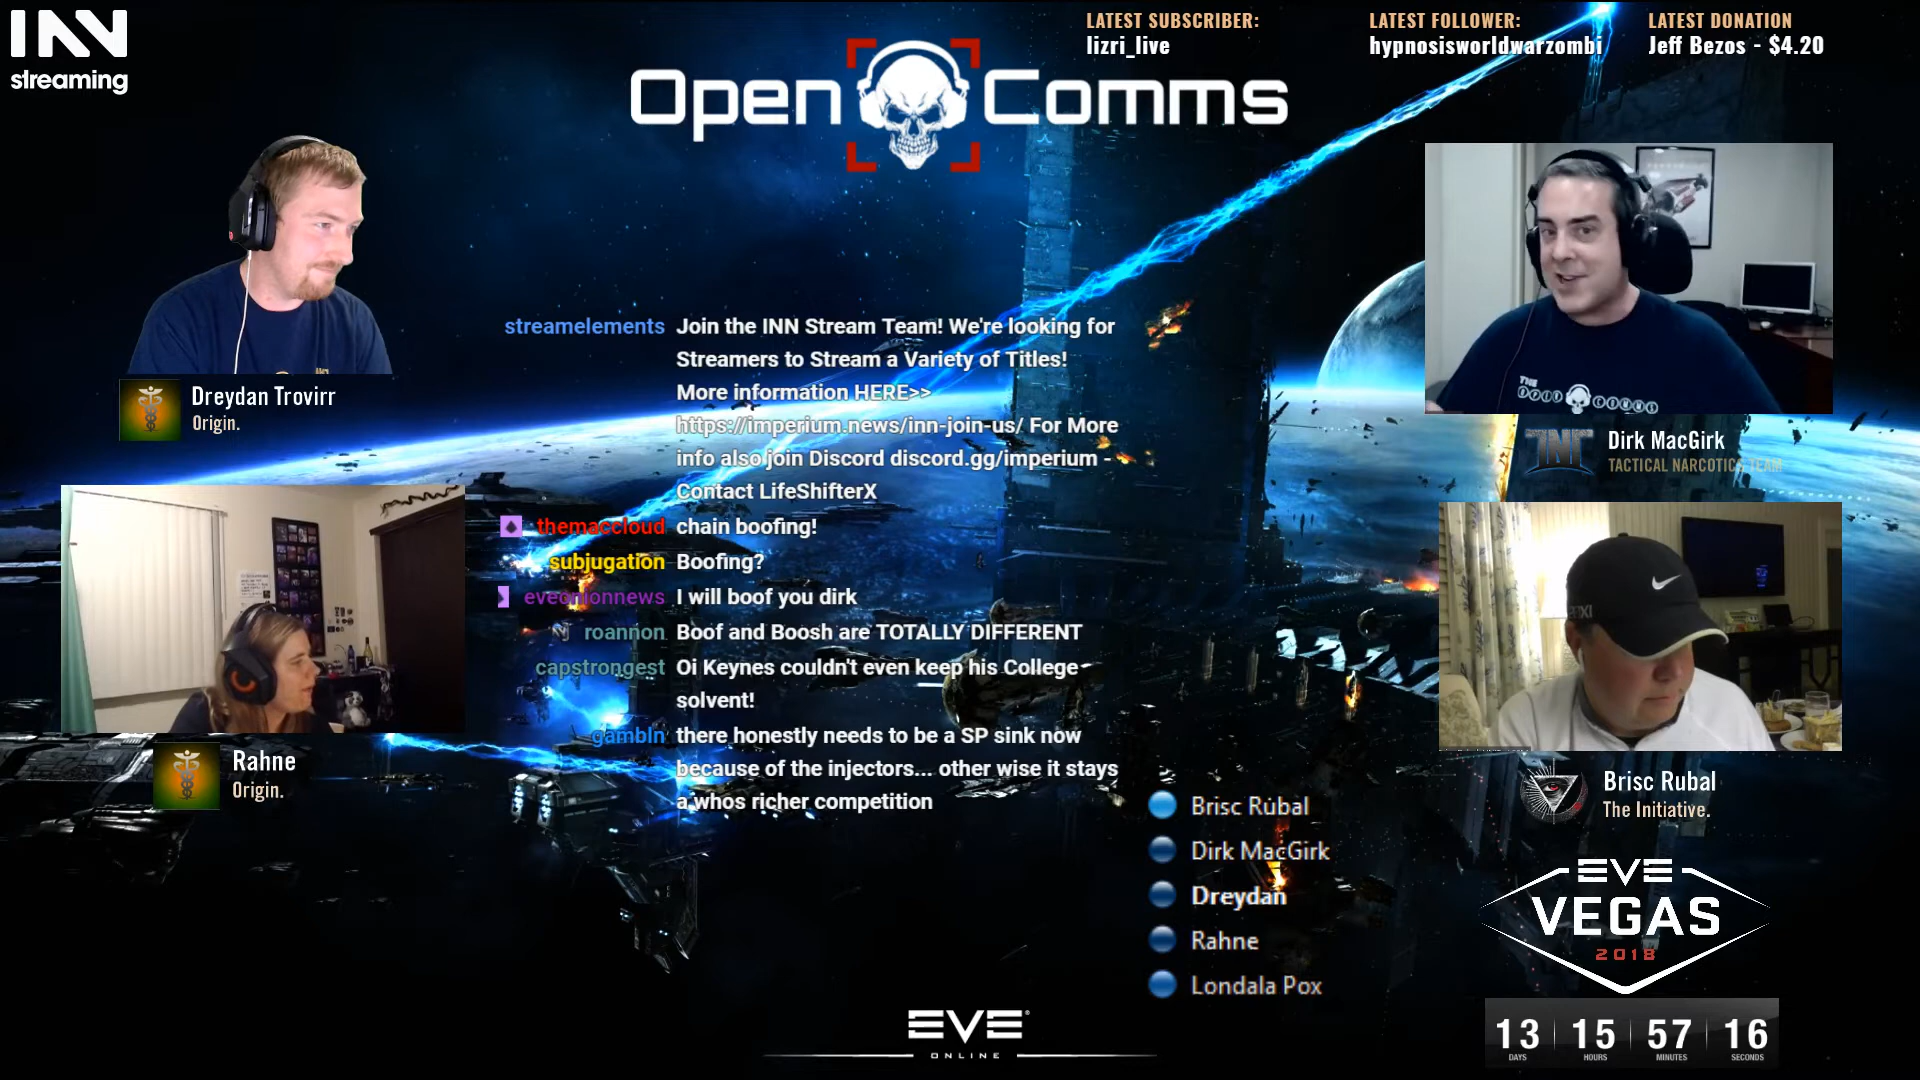 INN
streaming
Open Comms
LATEST SUBSCRIBER:
lizri_live
LATEST FOLLOWER:
hypnosisworldwarzombi
LATEST DONATION
Jeff Bezos - $4.20
Dreydan Trovirr
Origin.
streamelements Join the INN Stream Team! We're looking for
Streamers to Stream a Variety of Titles!
More information HERE>>
https://imperium.news/inn-join-us/ For More
info also join Discord discord.gg/imperium -
Contact LifeShifterX
themaccloud chain boofing!
subjugation Boofing?
eveonionnews I will boof you dirk
roannon Boof and Boosh are TOTALLY DIFFERENT
capstrongest Oi Keynes couldn't even keep his College
solvent!
gambln there honestly needs to be a SP sink now
because of the injectors... other wise it stays
a whos richer competition
THE
OPEN COMMS
INN
Dirk MacGirk
TACTICAL NARCOTICS TEAM
Rahne
Origin.
Brisc Rubal
The Initiative.
Brisc Rubal
Dirk MacGirk
Dreydan
Rahne
Londala Pox
EVE
VEGAS
2018
13 15 57 16
DAYS HOURS MINUTES SECONDS
EVE
ONLINE